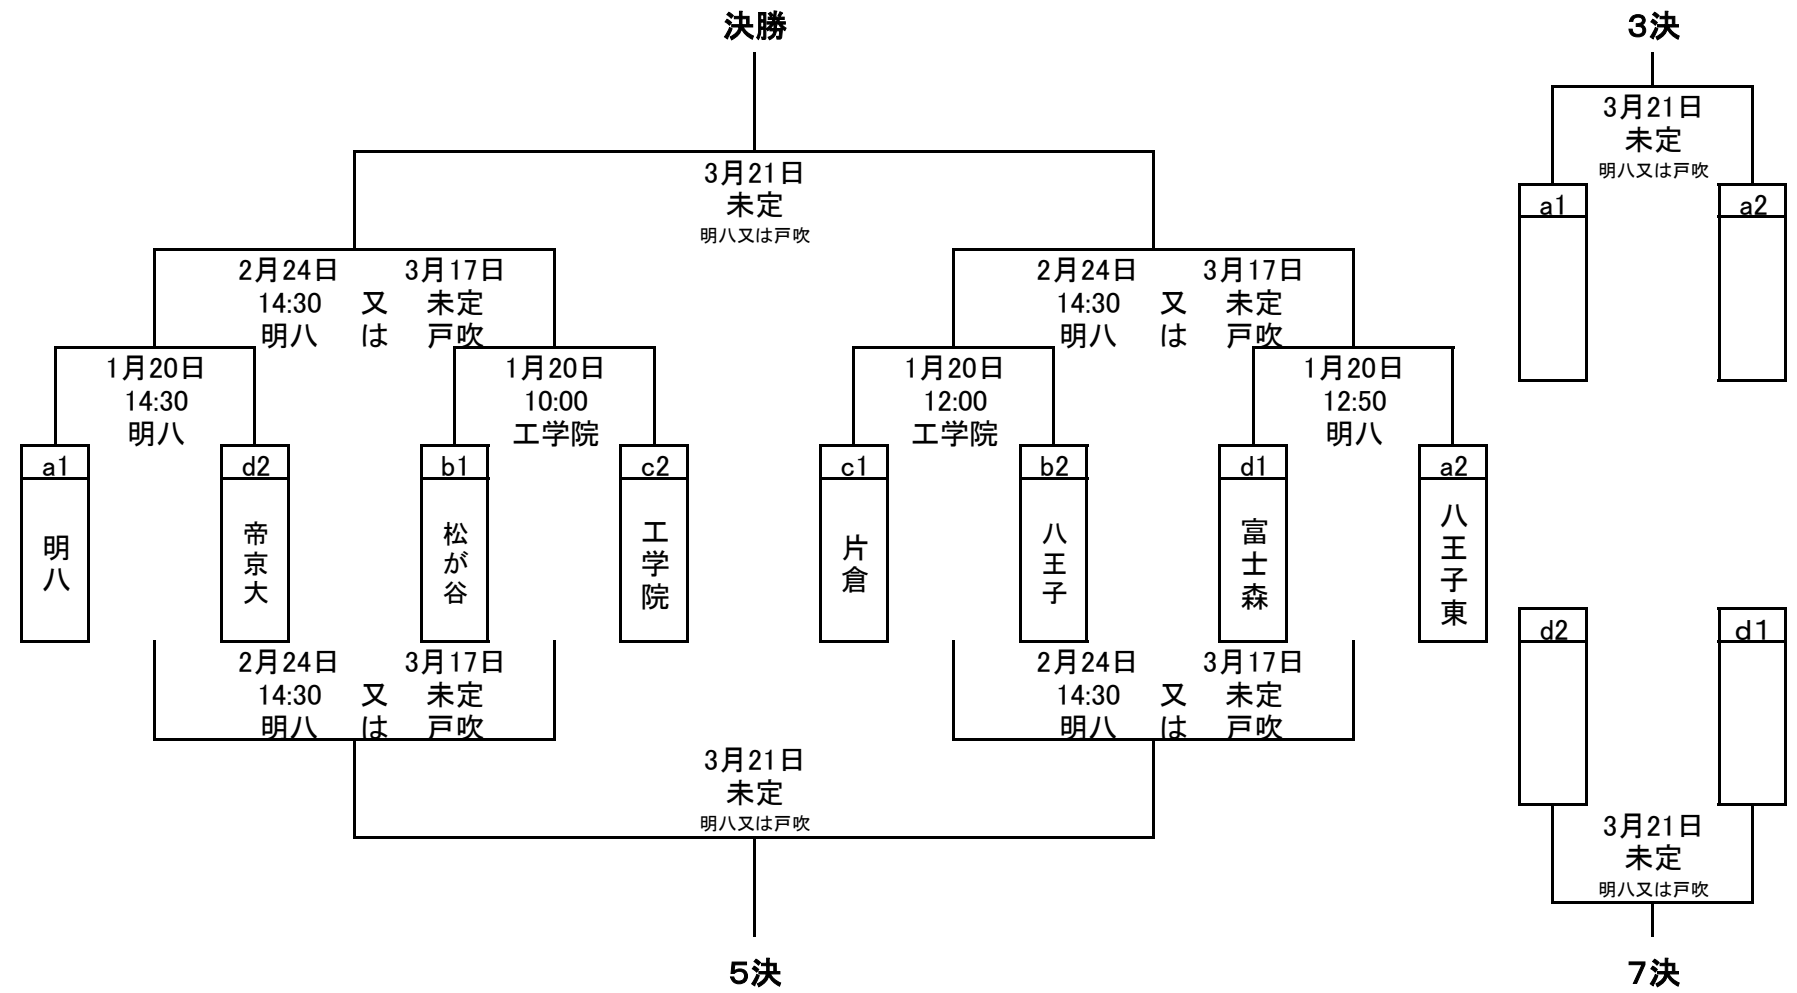 決勝
３決
3月21日
未定
明八又は戸吹
a1
a2
3月21日
未定
明八又は戸吹
2月24日 3月17日
14:30 又 未定
明八 は 戸吹
2月24日 3月17日
14:30 又 未定
明八 は 戸吹
1月20日
14:30
明八
1月20日
10:00
工学院
1月20日
12:00
工学院
1月20日
12:50
明八
a1
d2
b1
c2
c1
b2
d1
a2
明八
帝京大
松が谷
工学院
片倉
八王子
富士森
八王子東
d2
d1
2月24日 3月17日
14:30 又 未定
明八 は 戸吹
2月24日 3月17日
14:30 又 未定
明八 は 戸吹
3月21日
未定
明八又は戸吹
3月21日
未定
明八又は戸吹
５決
７決